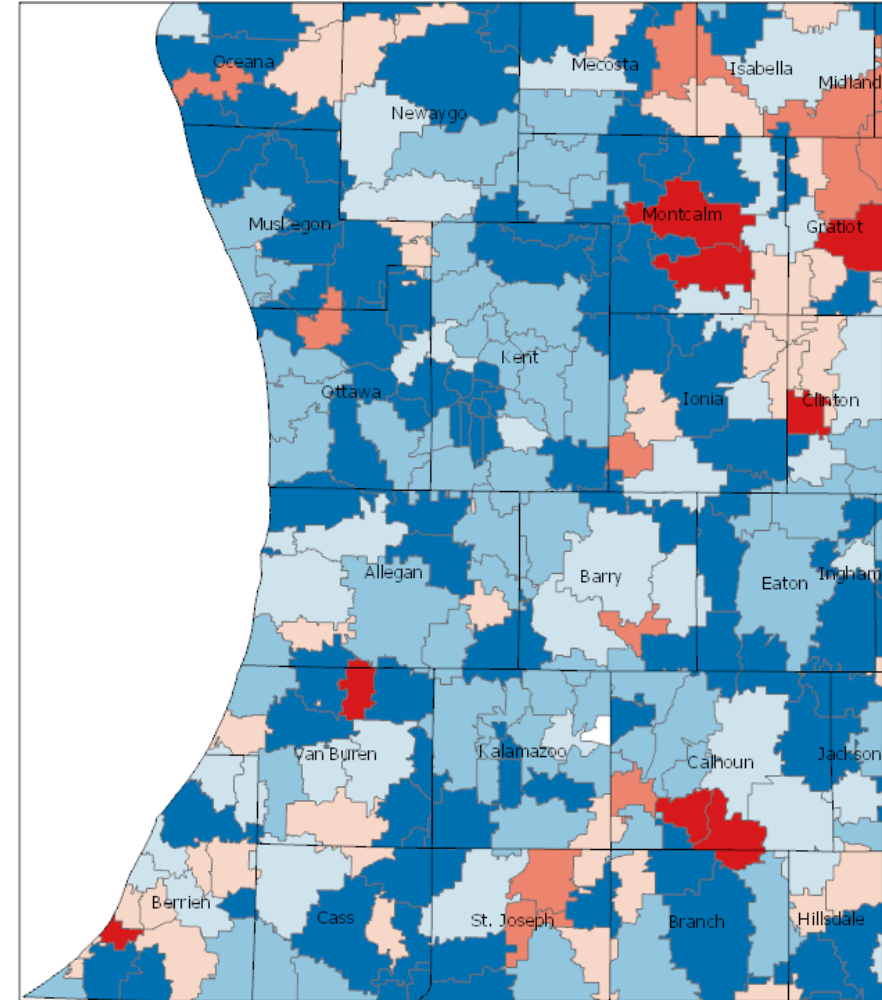 Oceana
Mecosta
Isabella
Midland
Newaygo
Montcalm
Muskegon
Gratiot
Kent
Ottawa
Ionia
Clinton
Allegan
Barry
Eaton
Ingham
Van Buren
Kalamazoo
Calhoun
Jackson
Berrien
Cass
St. Joseph
Branch
Hillsdale